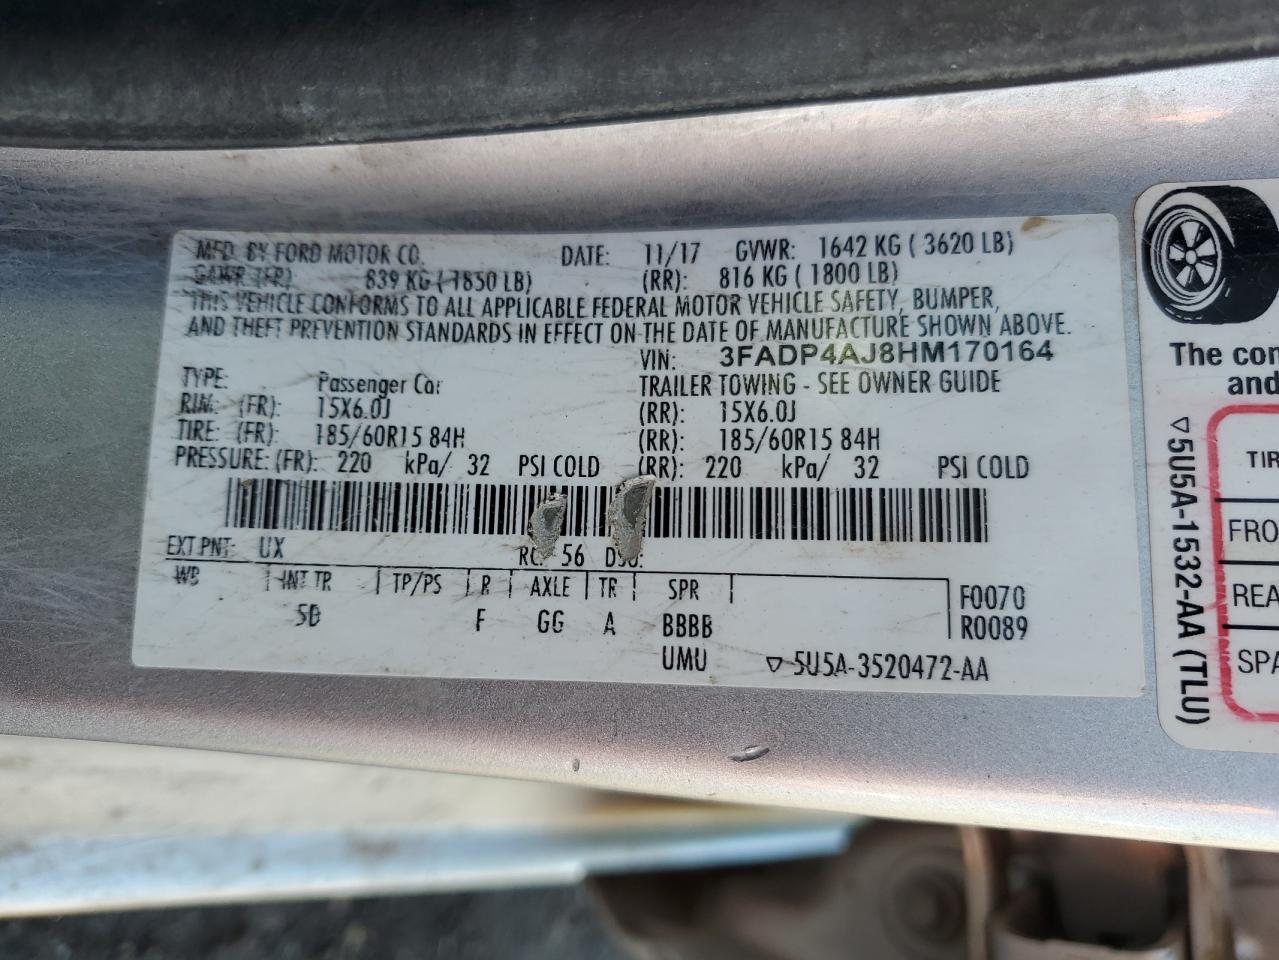 MFD. BY FORD MOTOR CO. DATE: 11/17 GVWR: 1642 KG ( 3620 LB)
GAWR (FR) 839 KG ( 1850 LB) (RR): 816 KG ( 1800 LB)
THIS VEHICLE CONFORMS TO ALL APPLICABLE FEDERAL MOTOR VEHICLE SAFETY, BUMPER,
AND THEFT PREVENTION STANDARDS IN EFFECT ON THE DATE OF MANUFACTURE SHOWN ABOVE.
VIN: 3FADP4AJ8HM170164
TYPE: Passenger Car TRAILER TOWING - SEE OWNER GUIDE
RIM: (FR): 15X6.0J (RR): 15X6.0J
TIRE: (FR): 185/60R15 84H (RR): 185/60R15 84H
PRESSURE: (FR): 220 kPa/ 32 PSI COLD (RR): 220 kPa/ 32 PSI COLD
EXT PNT: UX RC: 56
WB INT TR TP/PS R AXLE TR SPR F0070
F GG A BBBB R0089
UMU ▽ 5U5A-3520472-AA
The con
and
▽5U5A-1532-AA (TLU)
TIR
FRO
REA
SPA